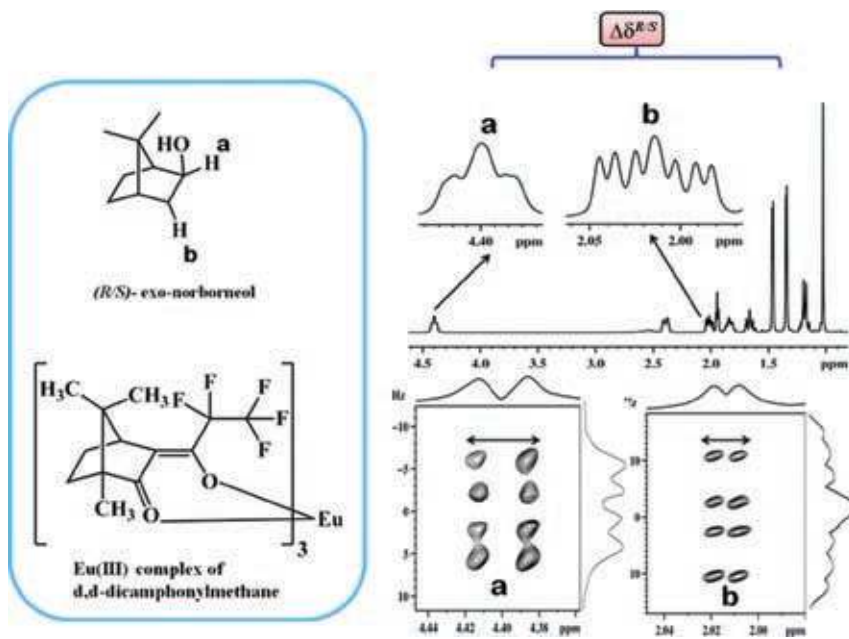 Δδ^R/S
a
b
HO
a
H
H
b
4.40
ppm
2.05
2.00
ppm
(R/S)- exo-norborneol
4.5
4.0
3.5
3.0
2.5
2.0
1.5
ppm
H₃C
CH₃
F
F
F
F
F
CH₃
O
O
Eu
3
Eu(III) complex of
d,d-dicamphonylmethane
Hz
-10
-5
0
5
10
a
4.44
4.42
4.40
4.38
ppm
10
0
10
b
2.04
2.02
2.00
ppm